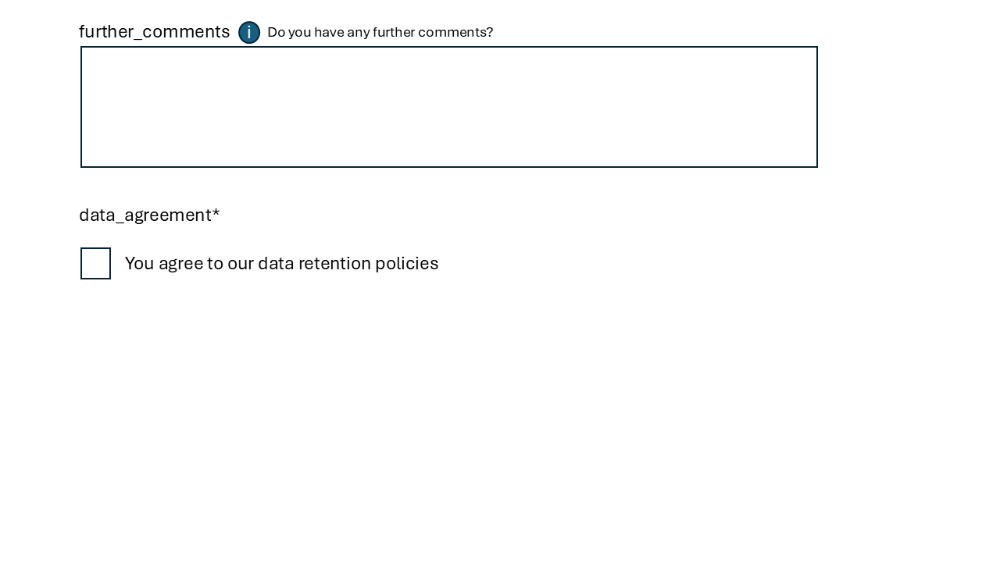 further_comments i Do you have any further comments?
data_agreement*
You agree to our data retention policies